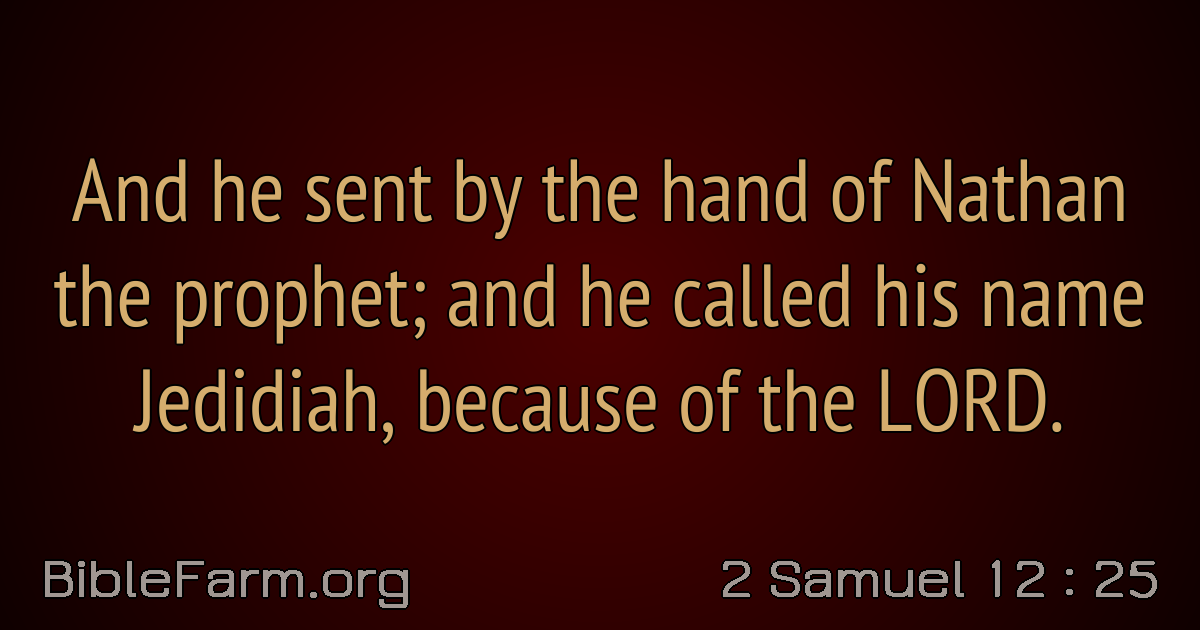 And he sent by the hand of Nathan
the prophet; and he called his name
Jedidiah, because of the LORD.
BibleFarm.org
2 Samuel 12 : 25